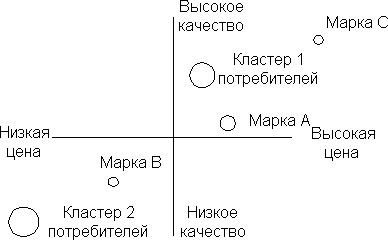 Высокое
качество
Марка С
Кластер 1
потребителей
Марка А
Низкая
цена
Высокая
цена
Марка В
Кластер 2
потребителей
Низкое
качество